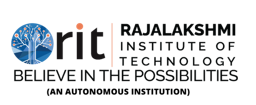 rit
RAJALAKSHMI
INSTITUTE OF
TECHNOLOGY
BELIEVE IN THE POSSIBILITIES
(AN AUTONOMOUS INSTITUTION)